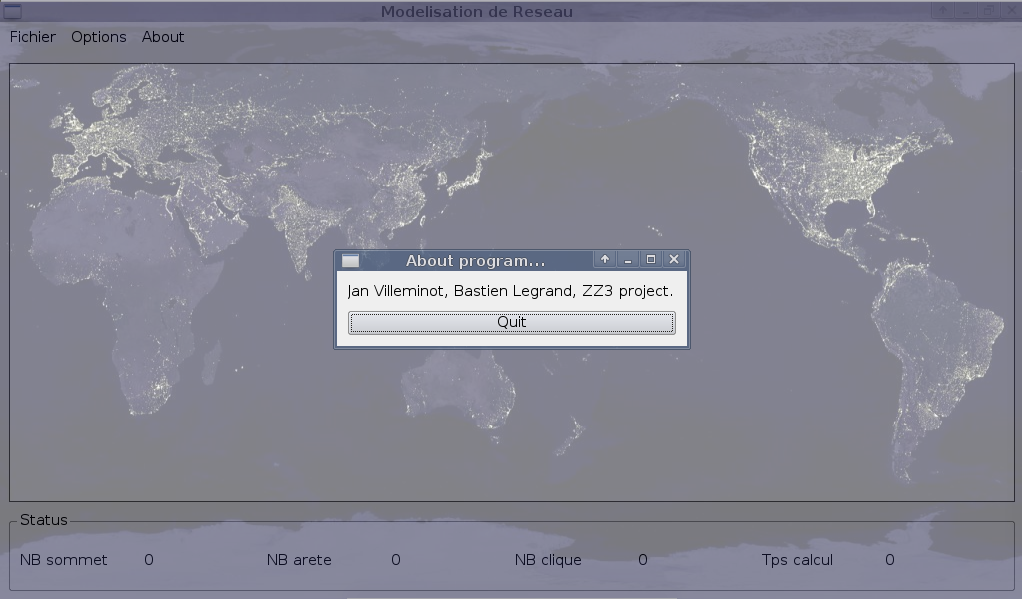 Modelisation de Reseau
Fichier Options About
About program...
Jan Villeminot, Bastien Legrand, ZZ3 project.
Quit
Status
NB sommet 0 NB arete 0 NB clique 0 Tps calcul 0